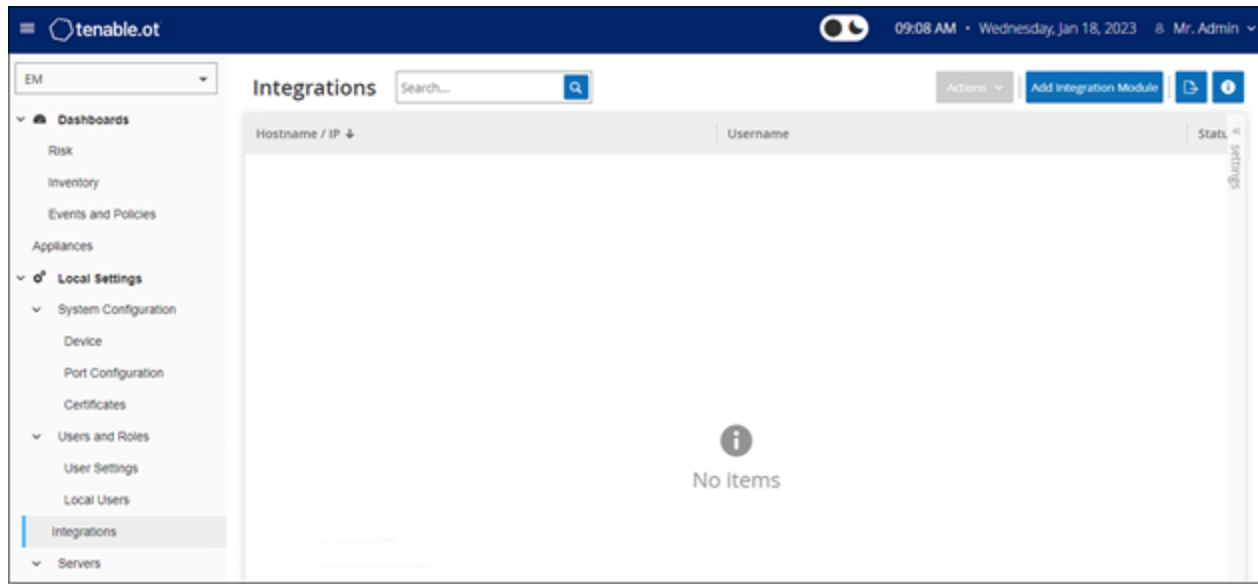 tenable.ot 09:08 AM • Wednesday, Jan 18, 2023 Mr. Admin
EM
Integrations Search... Actions Add Integration Module
Dashboards
Hostname / IP Username Statu
settings
Risk
Inventory
Events and Policies
Appliances
Local Settings
System Configuration
Device
Port Configuration
Certificates
Users and Roles
No items
User Settings
Local Users
Integrations
Servers